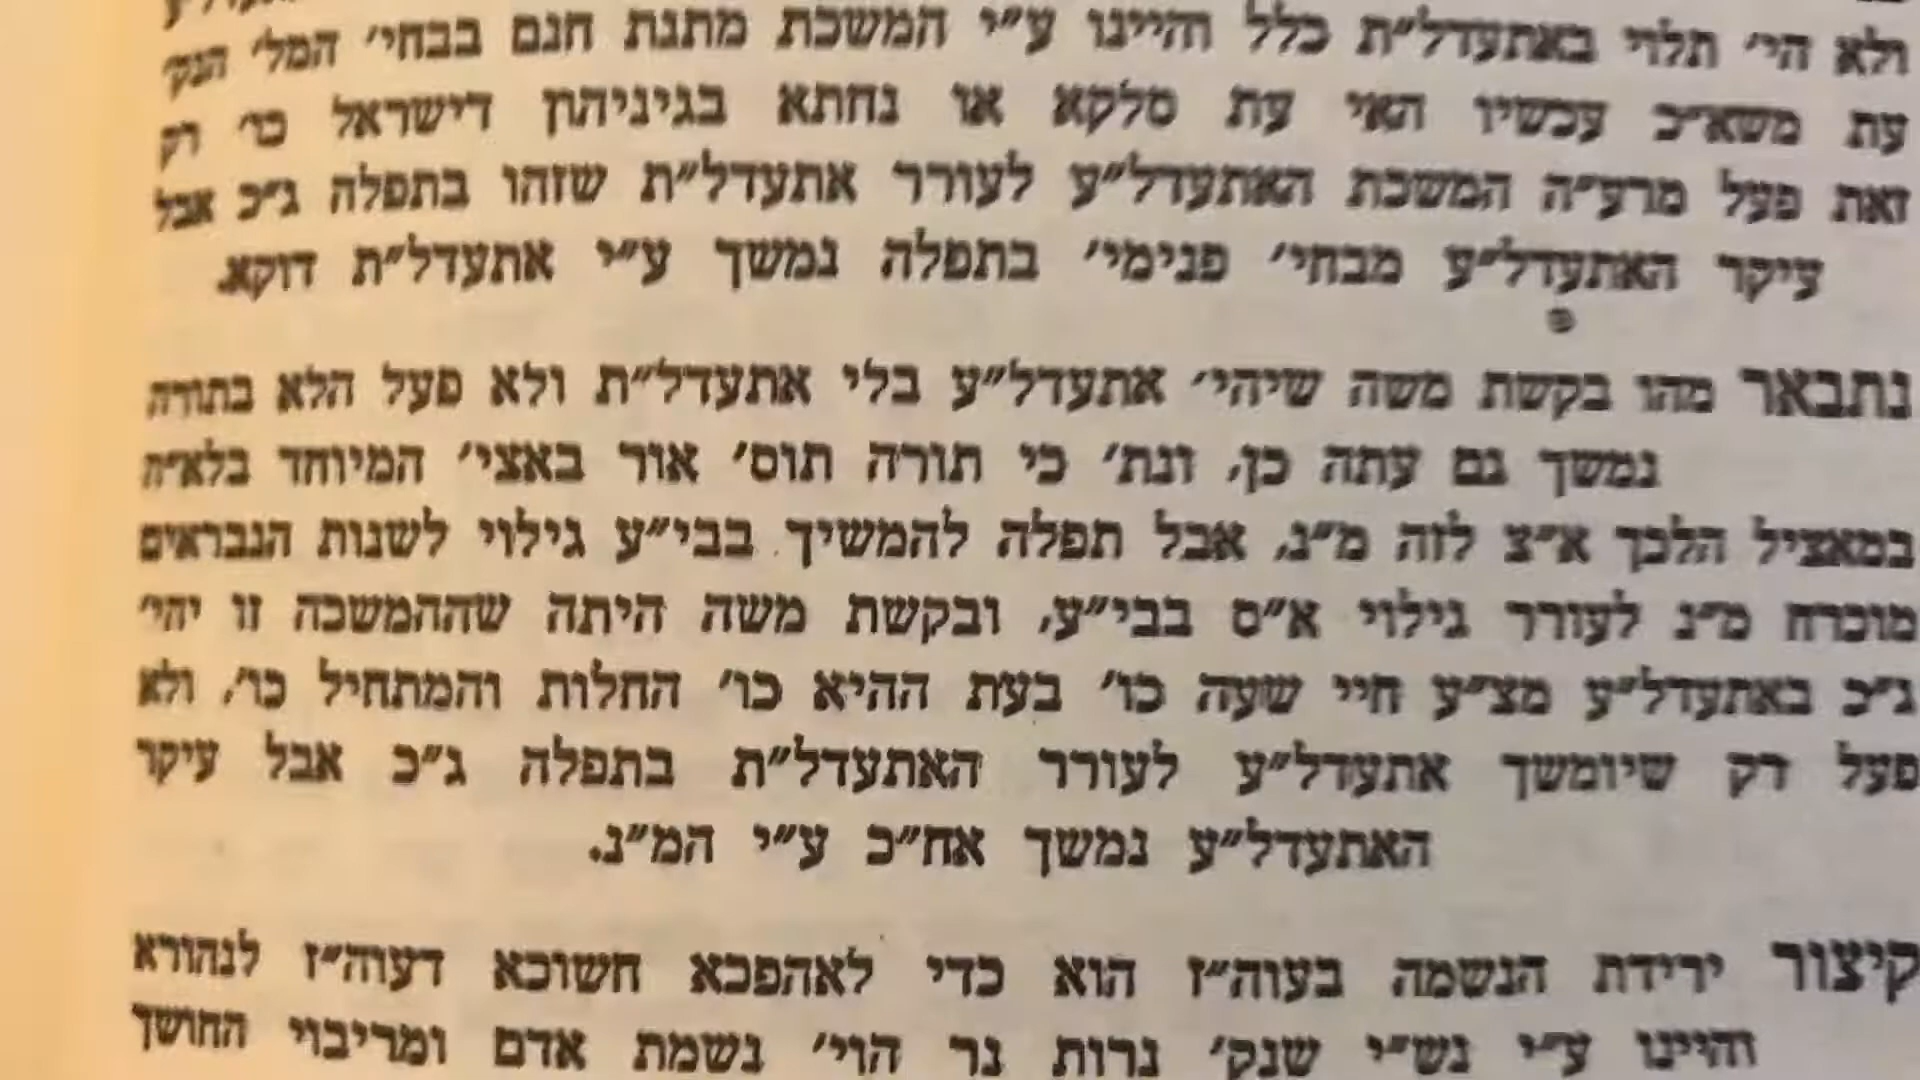 ולא הי׳ תלוי באתעדל״ת כלל והיינו ע״י המשכת מתנת חנם בבחי׳ המל׳ הנק׳
עת משא״כ עכשיו האי עת סלקא או נחתא בגיניהון דישראל כו׳ רק
זאת פעל מרע״ה המשכת האתעדל״ע לעורר אתעדל״ת שזהו בתפלה ג״כ אבל
עיקר האתעדל״ע מבחי׳ פנימי׳ בתפלה נמשך ע״י אתעדל״ת דוקא.
נתבאר מהו בקשת משה שיהי׳ אתעדל״ע בלי אתעדל״ת ולא פעל הלא בתורה
נמשך גם עתה כן, ונת׳ כי תורה תוס׳ אור באצי׳ המיוחד בלא״ה
במאציל הלכך א״צ לזה מ״נ, אבל תפלה להמשיך בבי״ע גילוי לשנות הנבראים
מוכרח מ״נ לעורר גילוי א״ס בבי״ע, ובקשת משה היתה שההמשכה זו יהי׳
ג״כ באתעדל״ע מצ״ע חיי שעה כו׳ בעת ההיא כו׳ החלות והמתחיל כו׳, ולא
פעל רק שיומשך אתעדל״ע לעורר האתעדל״ת בתפלה ג״כ אבל עיקר
האתעדל״ע נמשך אח״כ ע״י המ״נ.
קיצור ירידת הנשמה בעוה״ז הוא כדי לאהפכא חשוכא דעוה״ז לנהורא
והיינו ע״י נש״י שנק׳ נרות נר הוי׳ נשמת אדם ומריבוי החושך